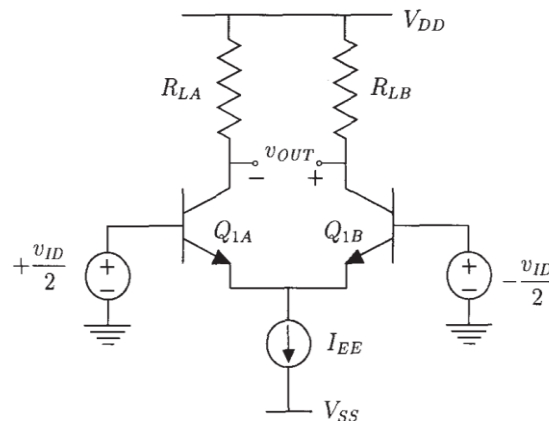 V_DD
R_LA
R_LB
v_OUT
− +
Q_1A
Q_1B
+v_ID/2
+
−
+
−
−v_ID/2
I_EE
V_SS